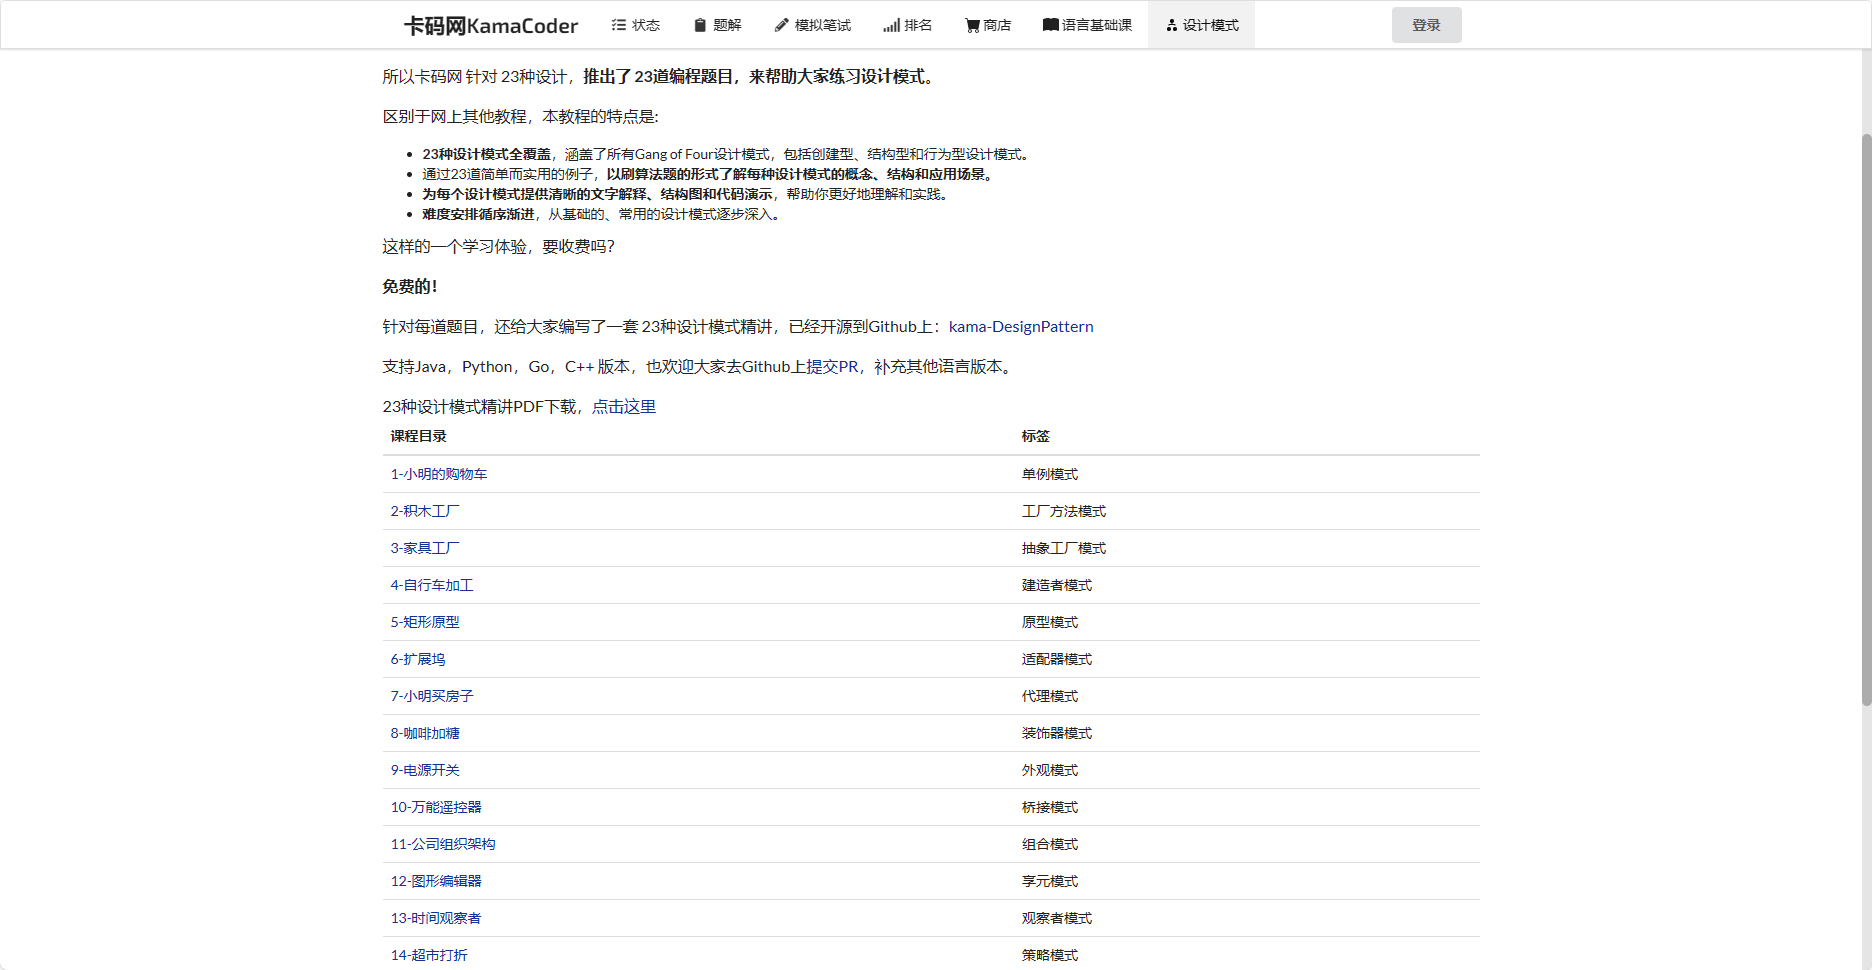 卡码网KamaCoder 状态 题解 模拟笔试 排名 商店 语言基础课 设计模式 登录
所以卡码网 针对 23种设计，推出了 23道编程题目，来帮助大家练习设计模式。
区别于网上其他教程，本教程的特点是:
23种设计模式全覆盖，涵盖了所有Gang of Four设计模式，包括创建型、结构型和行为型设计模式。
通过23道简单而实用的例子，以刷算法题的形式了解每种设计模式的概念、结构和应用场景。
为每个设计模式提供清晰的文字解释、结构图和代码演示，帮助你更好地理解和实践。
难度安排循序渐进，从基础的、常用的设计模式逐步深入。
这样的一个学习体验，要收费吗？
免费的！
针对每道题目，还给大家编写了一套 23种设计模式精讲，已经开源到Github上：kama-DesignPattern
支持Java，Python，Go，C++ 版本，也欢迎大家去Github上提交PR，补充其他语言版本。
23种设计模式精讲PDF下载，点击这里
课程目录 标签
1-小明的购物车 单例模式
2-积木工厂 工厂方法模式
3-家具工厂 抽象工厂模式
4-自行车加工 建造者模式
5-矩形原型 原型模式
6-扩展坞 适配器模式
7-小明买房子 代理模式
8-咖啡加糖 装饰器模式
9-电源开关 外观模式
10-万能遥控器 桥接模式
11-公司组织架构 组合模式
12-图形编辑器 享元模式
13-时间观察者 观察者模式
14-超市打折 策略模式